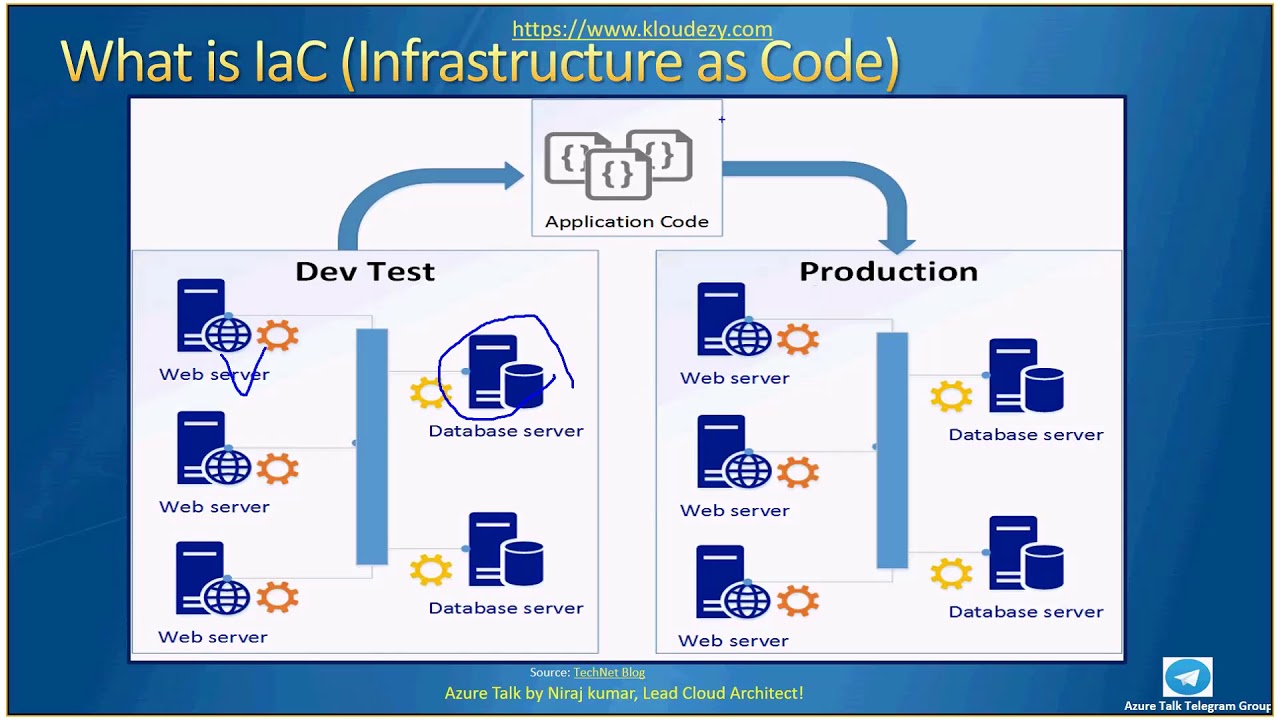 https://www.kloudezy.com
What is IaC (Infrastructure as Code)
{} {} {}
Application Code
Dev Test
Web server
Database server
Web server
Database server
Web server
Production
Web server
Database server
Web server
Database server
Web server
Source: TechNet Blog
Azure Talk by Niraj kumar, Lead Cloud Architect!
Azure Talk Telegram Group